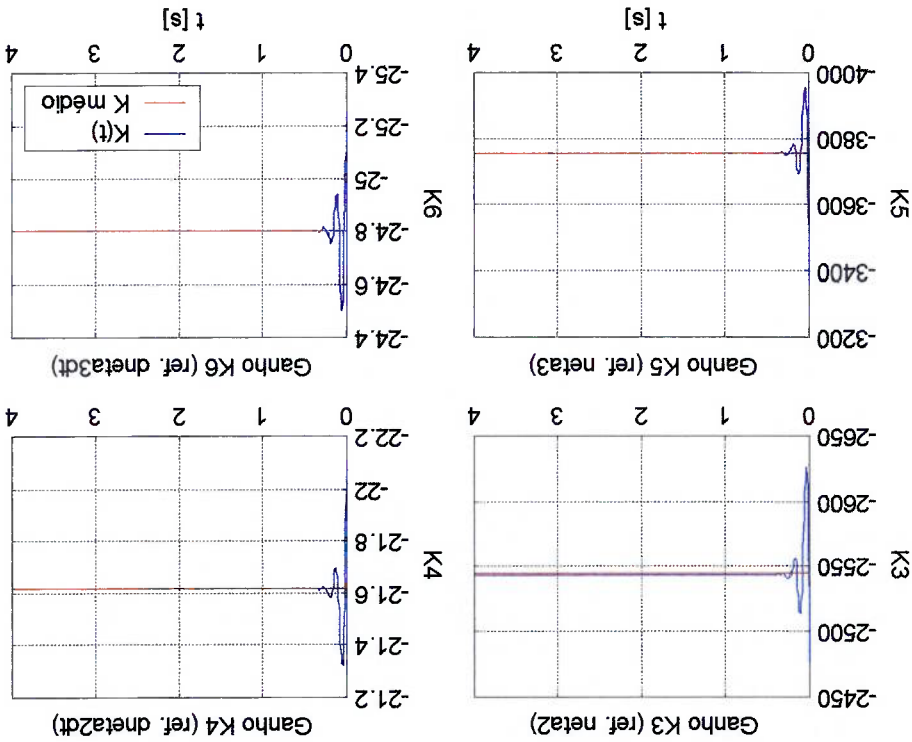 Ganho K3 (ref. neta2)
-2450
-2500
-2550
-2600
-2650
K3
0 1 2 3 4
Ganho K4 (ref. dneta2dt)
-21.2
-21.4
-21.6
-21.8
-22
-22.2
K4
0 1 2 3 4
Ganho K5 (ref. neta3)
-3200
-3400
-3600
-3800
-4000
K5
0 1 2 3 4
t [s]
Ganho K6 (ref. dneta3dt)
-24.4
-24.6
-24.8
-25
-25.2
-25.4
K6
K(t)
K médio
0 1 2 3 4
t [s]